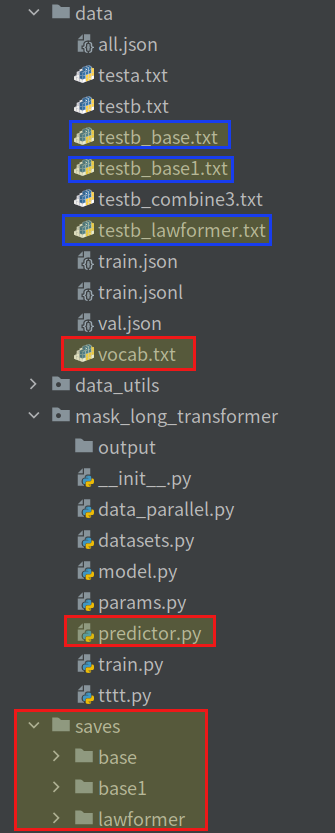 data
all.json
testa.txt
testb.txt
testb_base.txt
testb_base1.txt
testb_combine3.txt
testb_lawformer.txt
train.json
train.jsonl
val.json
vocab.txt
data_utils
mask_long_transformer
output
__init__.py
data_parallel.py
datasets.py
model.py
params.py
predictor.py
train.py
tttt.py
saves
base
base1
lawformer